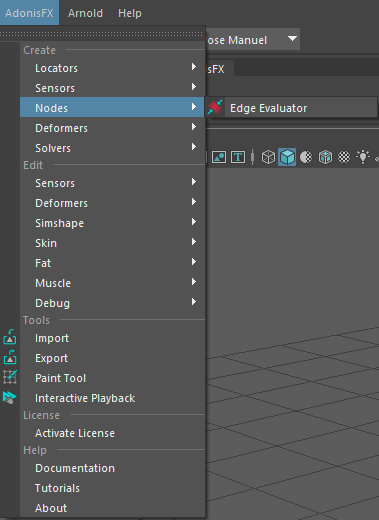 AdonisFX Arnold Help
ose Manuel
Create
Locators
isFX
Sensors
Nodes
Edge Evaluator
Deformers
Solvers
Edit
Sensors
Deformers
Simshape
Skin
Fat
Muscle
Debug
Tools
Import
Export
Paint Tool
Interactive Playback
License
Activate License
Help
Documentation
Tutorials
About